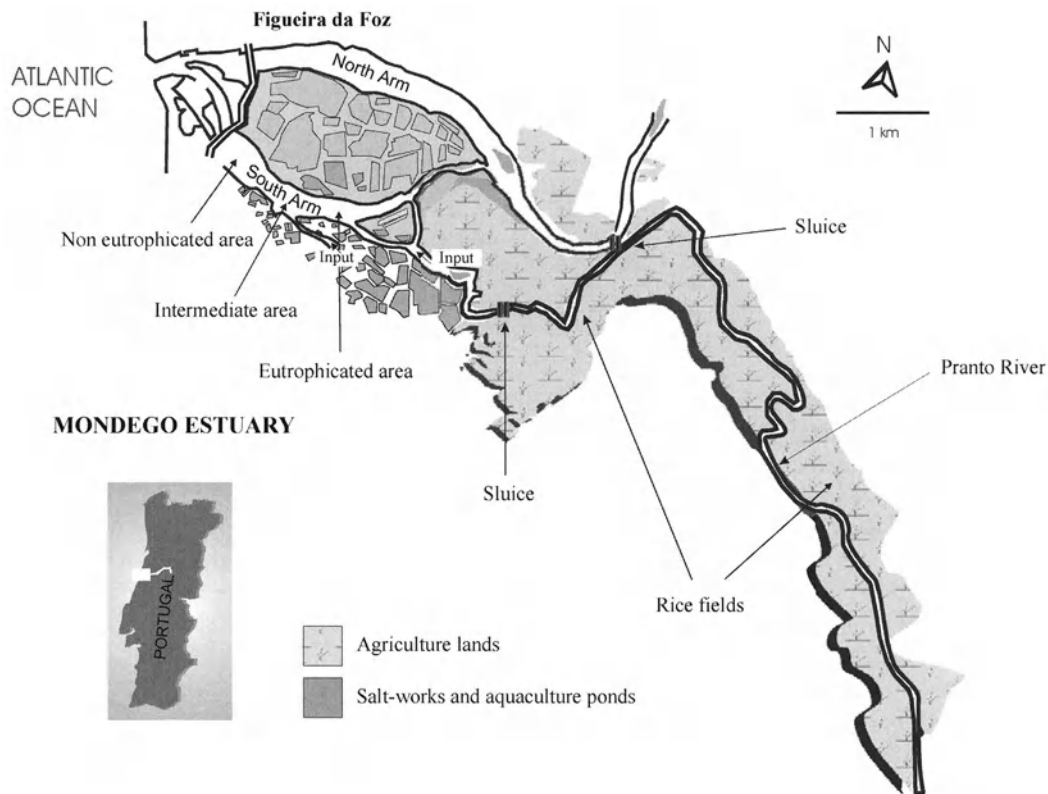 Figueira da Foz
N
ATLANTIC
OCEAN
North Arm
1 km
South Arm
Non eutrophicated area
Sluice
Input
Input
Intermediate area
Eutrophicated area
Pranto River
MONDEGO ESTUARY
Sluice
PORTUGAL
Rice fields
Agriculture lands
Salt-works and aquaculture ponds